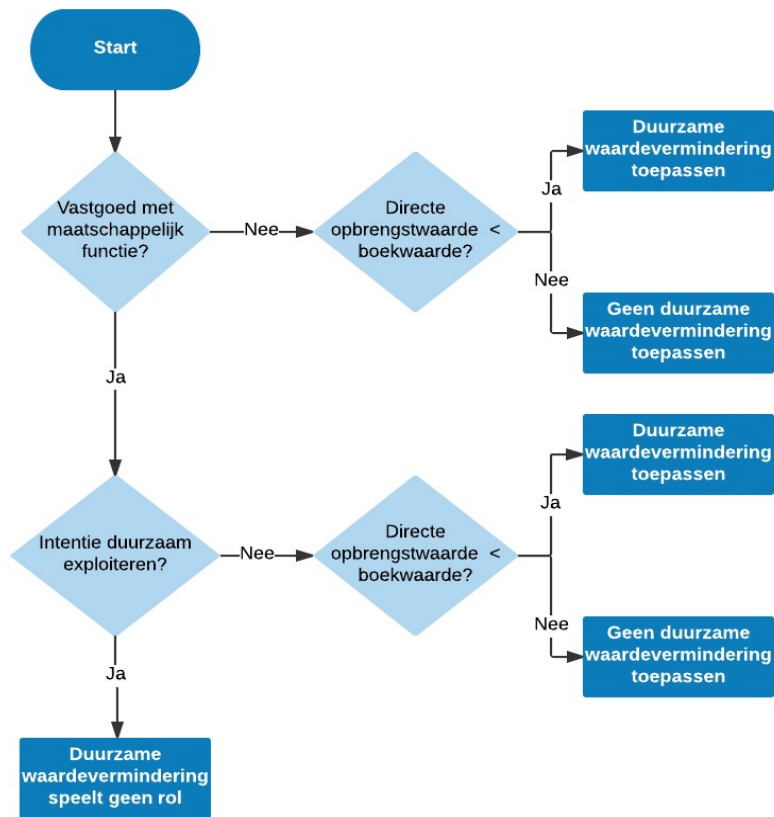 Start
Vastgoed met
maatschappelijk
functie?
Nee
Directe
opbrengstwaarde <
boekwaarde?
Ja
Duurzame
waardevermindering
toepassen
Nee
Geen duurzame
waardevermindering
toepassen
Ja
Intentie duurzaam
exploiteren?
Nee
Directe
opbrengstwaarde <
boekwaarde?
Ja
Duurzame
waardevermindering
toepassen
Nee
Geen duurzame
waardevermindering
toepassen
Ja
Duurzame
waardevermindering
speelt geen rol